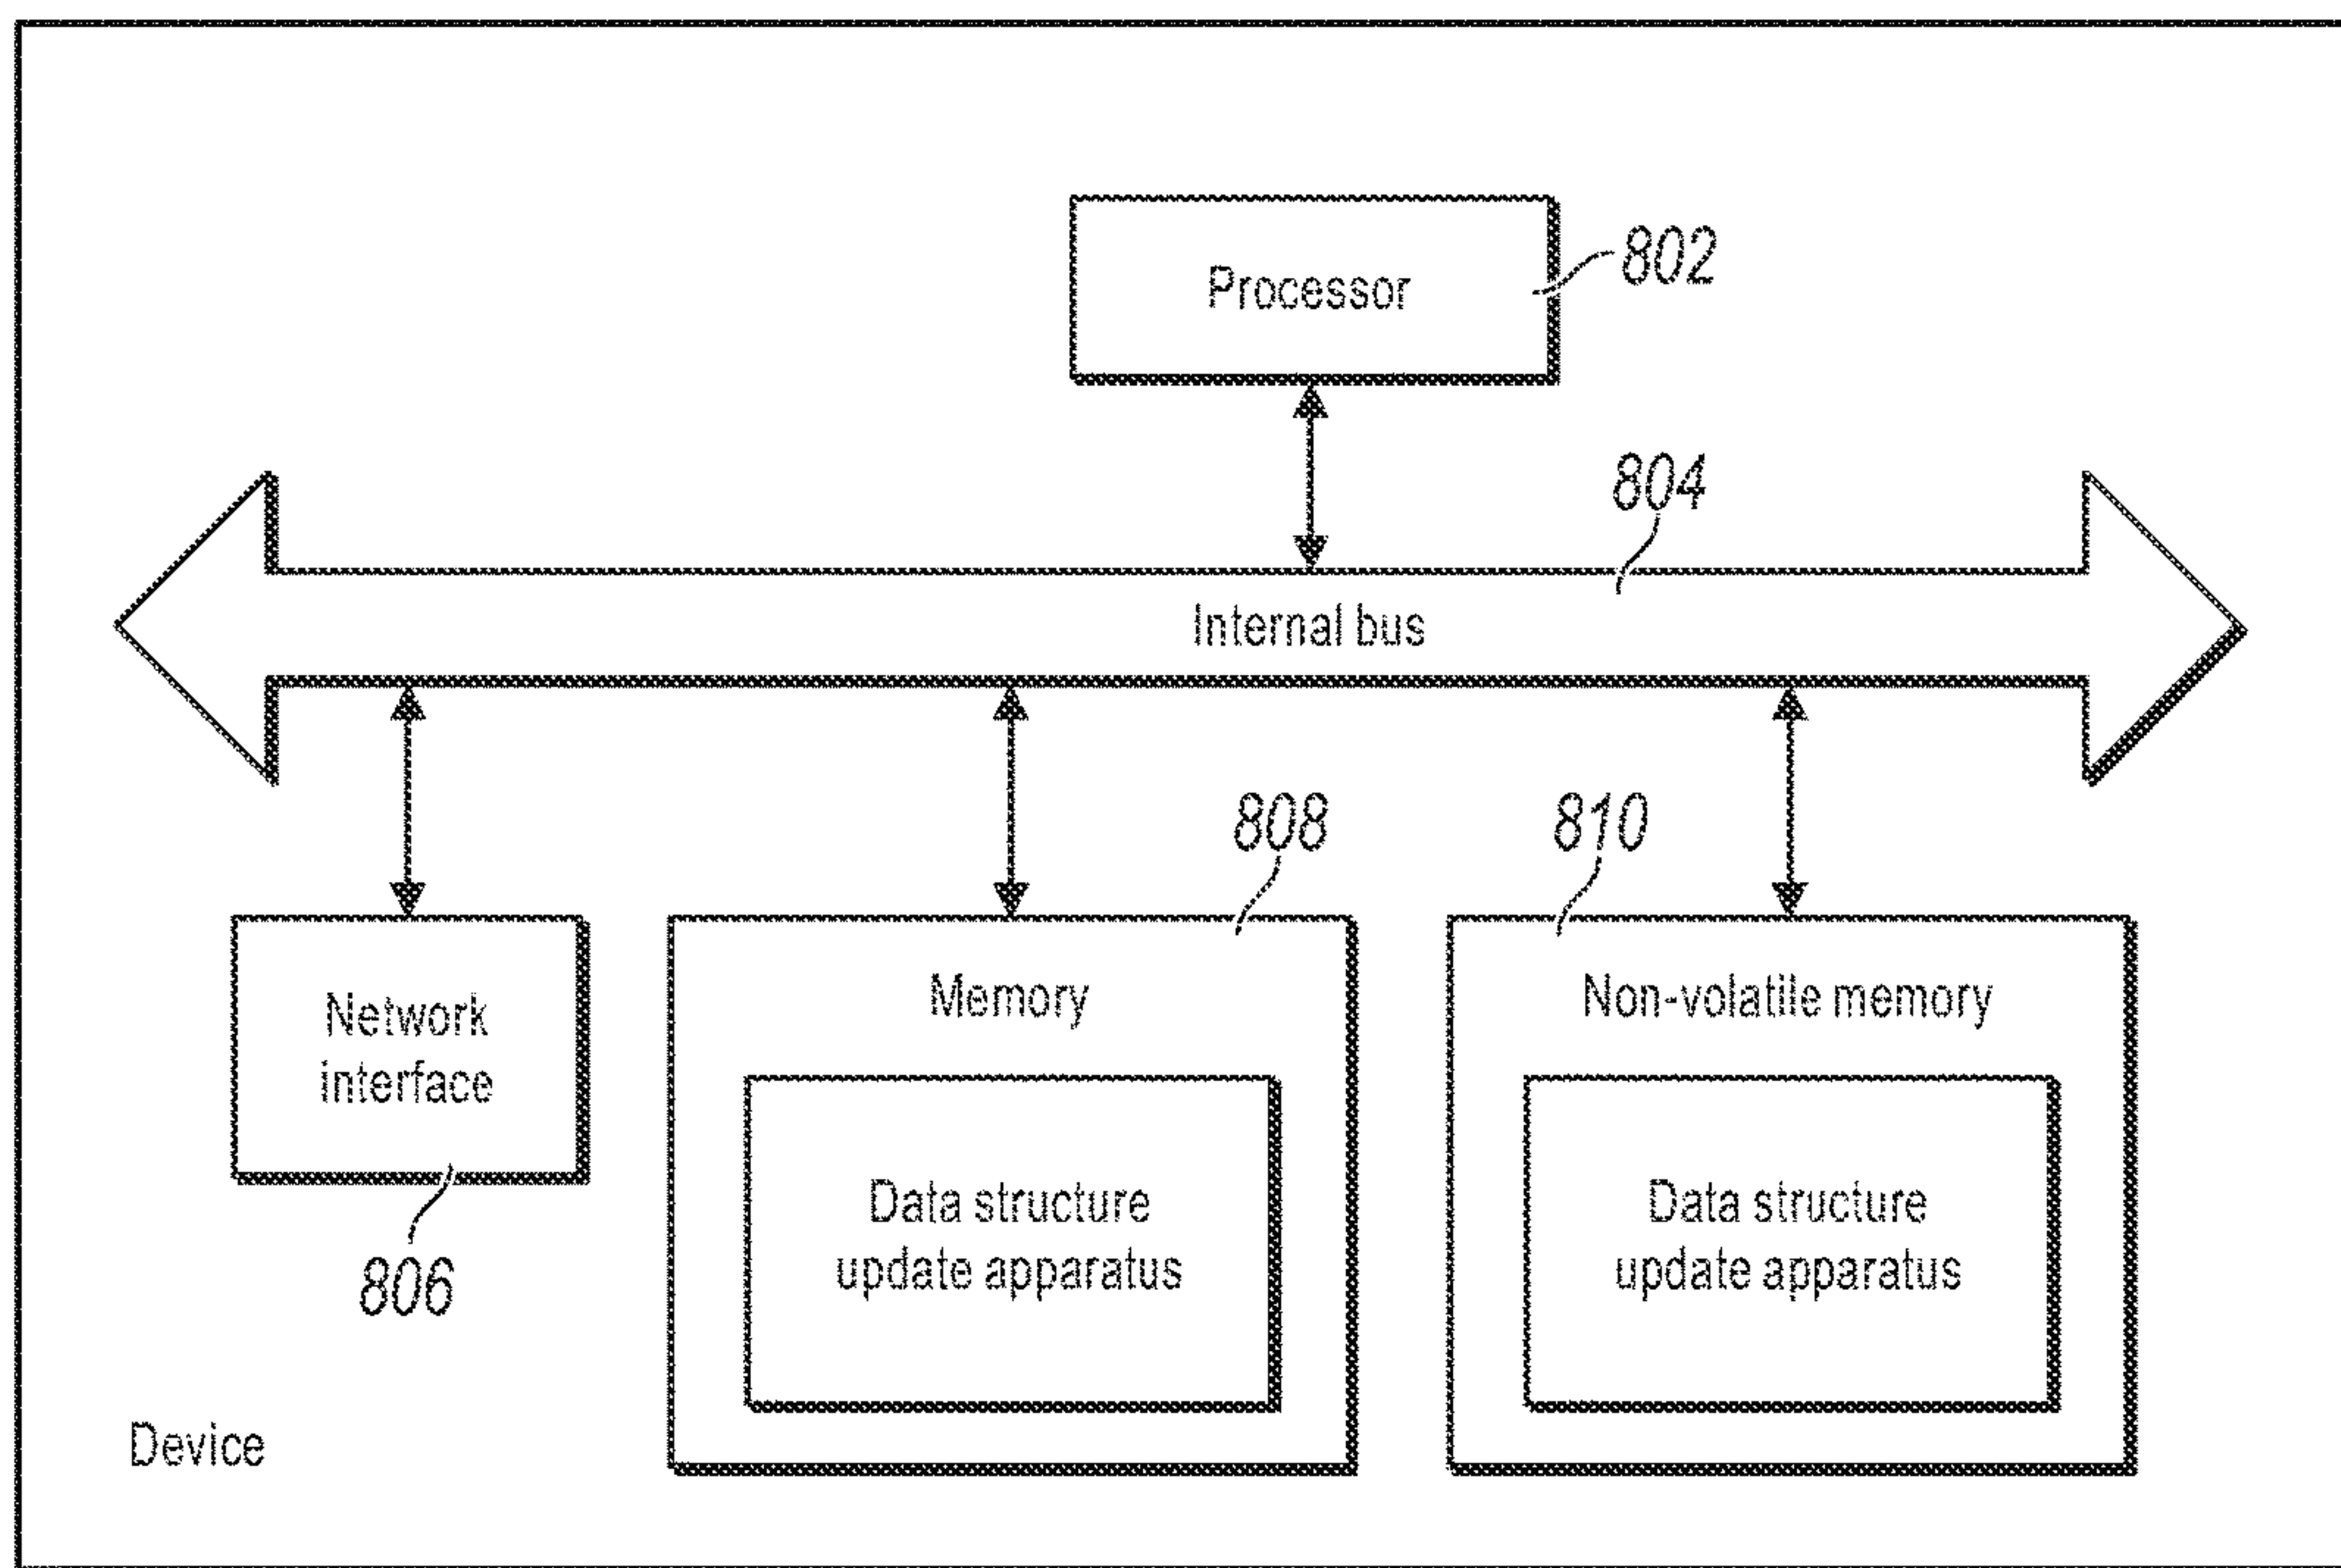 Processor
802
804
Internal bus
808
810
Network
interface
806
Memory
Data structure
update apparatus
Non-volatile memory
Data structure
update apparatus
Device